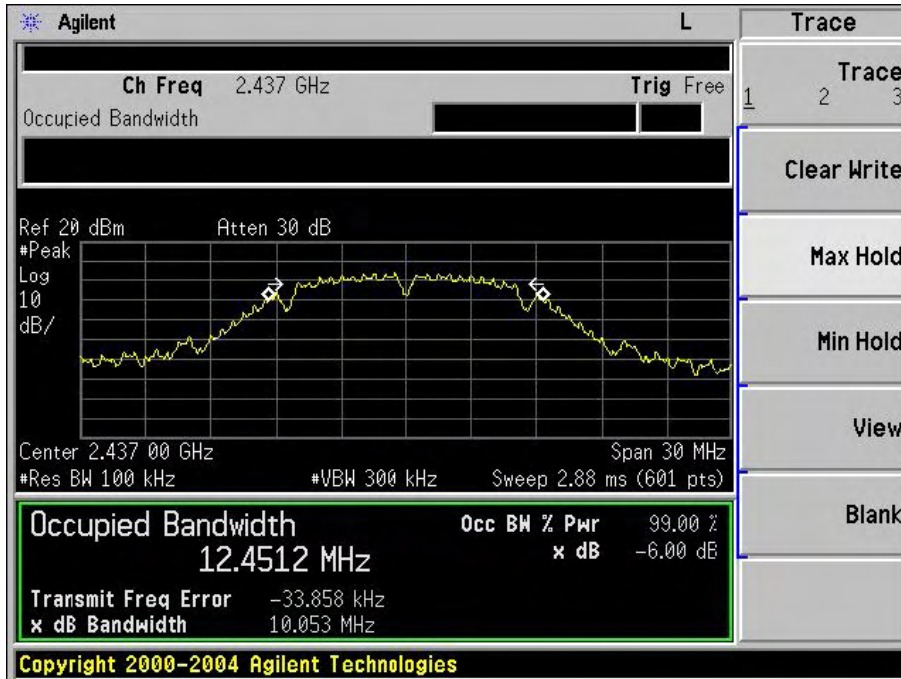 Agilent L Trace
Ch Freq 2.437 GHz Trig Free
Occupied Bandwidth
Trace
1 2 3
Clear Write
Max Hold
Min Hold
View
Blank
Ref 20 dBm Atten 30 dB
#Peak
Log
10
dB/
Center 2.437 00 GHz Span 30 MHz
#Res BW 100 kHz #VBW 300 kHz Sweep 2.88 ms (601 pts)
Occupied Bandwidth Occ BW % Pwr 99.00 %
12.4512 MHz x dB -6.00 dB
Transmit Freq Error -33.858 kHz
x dB Bandwidth 10.053 MHz
Copyright 2000-2004 Agilent Technologies